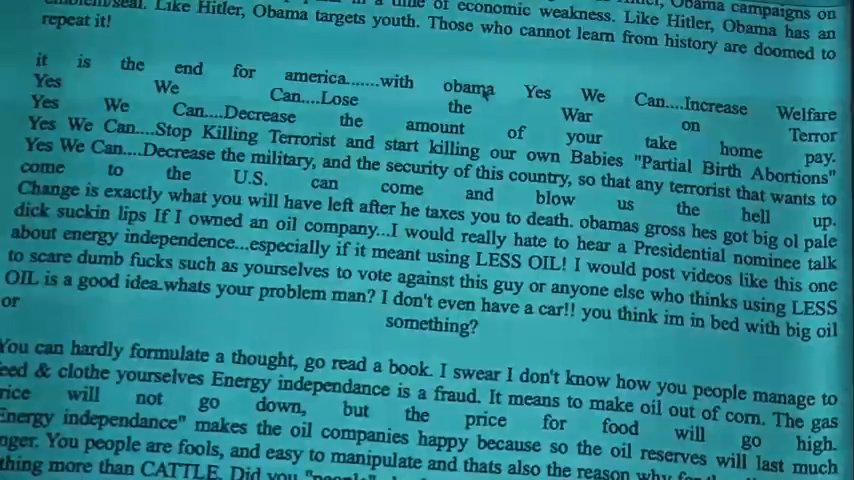 emblem/seal. Like Hitler, Obama targets youth. Those who cannot learn from history are doomed to
of economic weakness. Like Hitler, Obama has an
Obama campaigns on
repeat it!
it is the end for america.......with obama Yes We Can....Increase Welfare
Yes We Can....Lose the War on Terror
Yes We Can....Decrease the amount of your take home pay.
Yes We Can....Stop Killing Terrorist and start killing our own Babies "Partial Birth Abortions"
Yes We Can....Decrease the military, and the security of this country, so that any terrorist that wants to
come to the U.S. can come and blow us the hell up.
Change is exactly what you will have left after he taxes you to death. obamas gross hes got big ol pale
dick suckin lips If I owned an oil company...I would really hate to hear a Presidential nominee talk
about energy independence...especially if it meant using LESS OIL! I would post videos like this one
to scare dumb fucks such as yourselves to vote against this guy or anyone else who thinks using LESS
OIL is a good idea.whats your problem man? I don't even have a car!! you think im in bed with big oil
or something?
You can hardly formulate a thought, go read a book. I swear I don't know how you people manage to
feed & clothe yourselves Energy independance is a fraud. It means to make oil out of corn. The gas
price will not go down, but the price for food will go high.
"Energy independance" makes the oil companies happy because so the oil reserves will last much
longer. You people are fools, and easy to manipulate and thats also the reason why
nothing more than CATTLE. Did you "people"